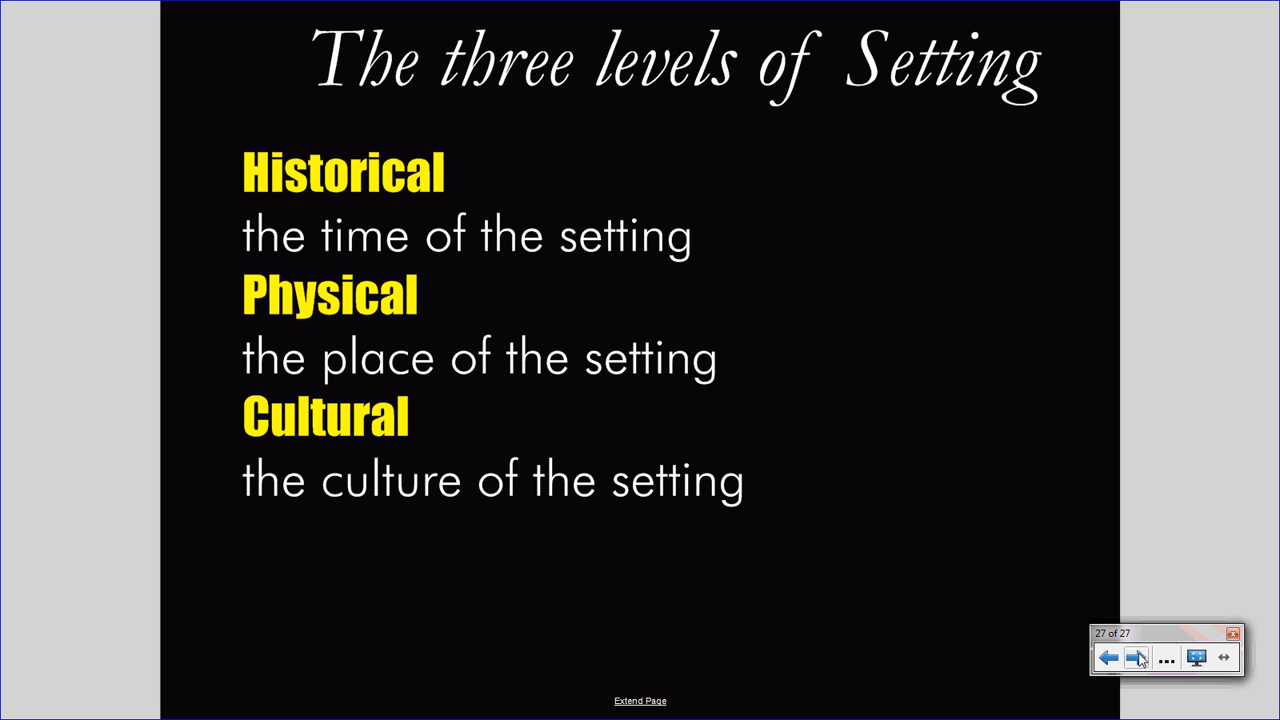 The three levels of Setting
Historical
the time of the setting
Physical
the place of the setting
Cultural
the culture of the setting
27 of 27
Extend Page